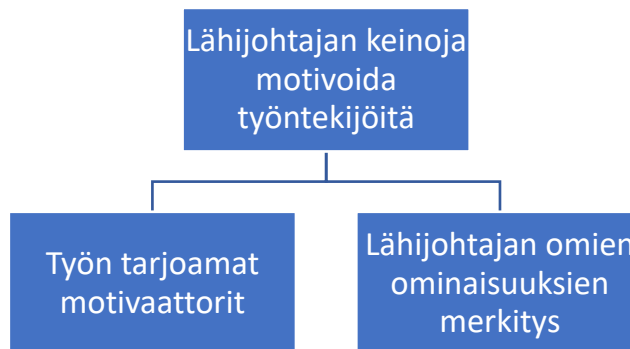 Lähijohtajan keinoja
motivoida
työntekijöitä
Työn tarjoamat
motivaattorit
Lähijohtajan omien
ominaisuuksien
merkitys